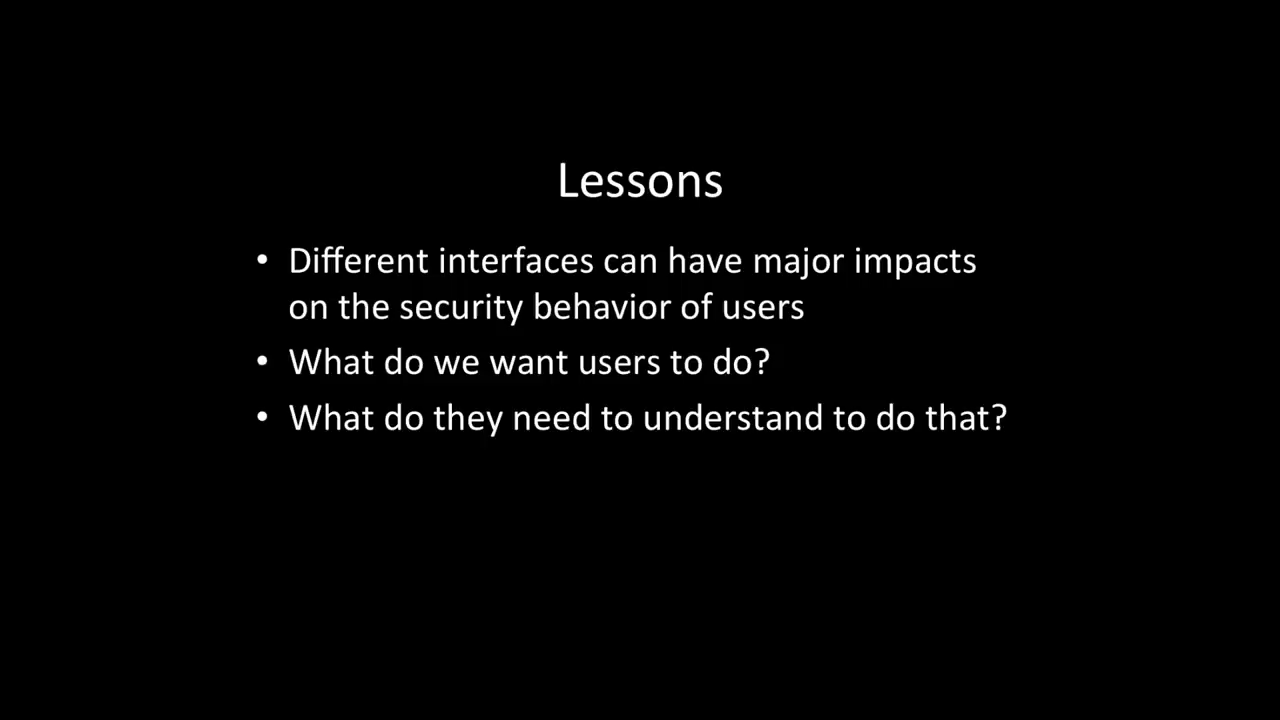 Lessons
• Different interfaces can have major impacts
on the security behavior of users
• What do we want users to do?
• What do they need to understand to do that?